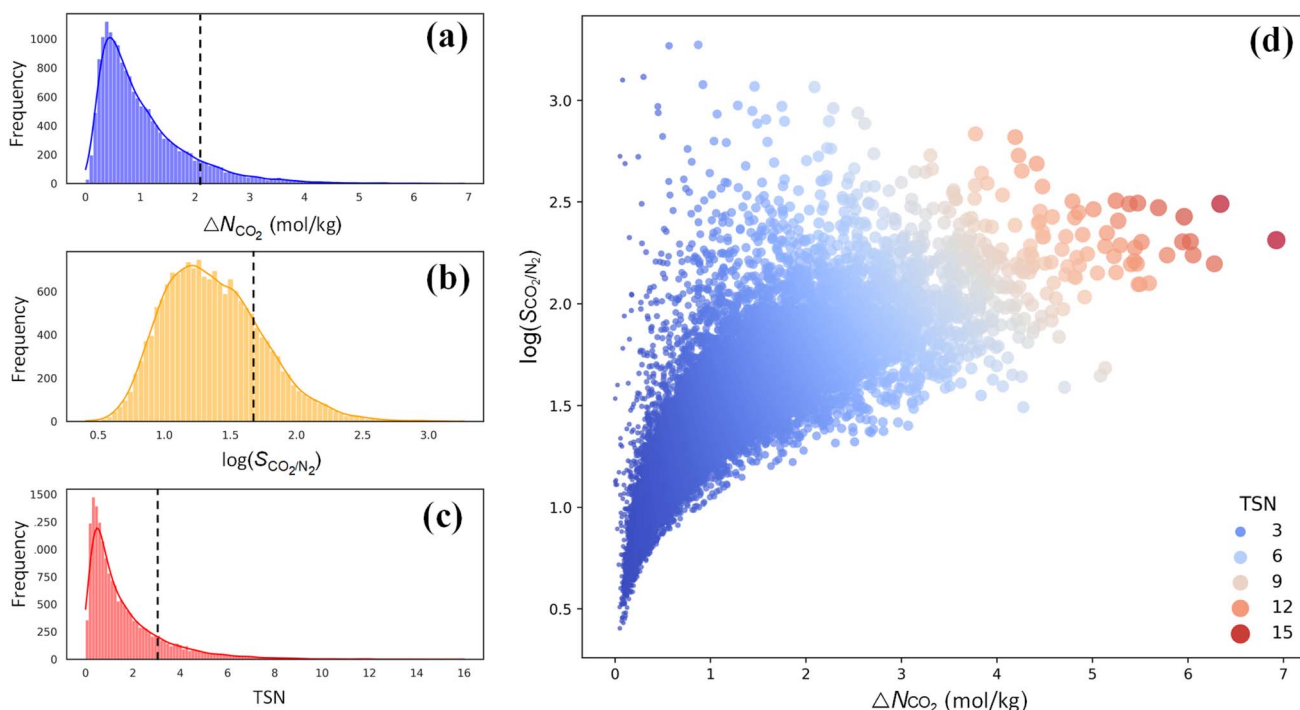 (a)
Frequency
1000
800
600
400
200
0
0 1 2 3 4 5 6 7
△N_CO₂ (mol/kg)
(b)
Frequency
600
400
200
0
0.5 1.0 1.5 2.0 2.5 3.0
log(S_CO₂/N₂)
(c)
Frequency
1500
1250
1000
750
500
250
0
0 2 4 6 8 10 12 14 16
TSN
(d)
log(S_CO₂/N₂)
3.0
2.5
2.0
1.5
1.0
0.5
TSN
3
6
9
12
15
0 1 2 3 4 5 6 7
△N_CO₂ (mol/kg)